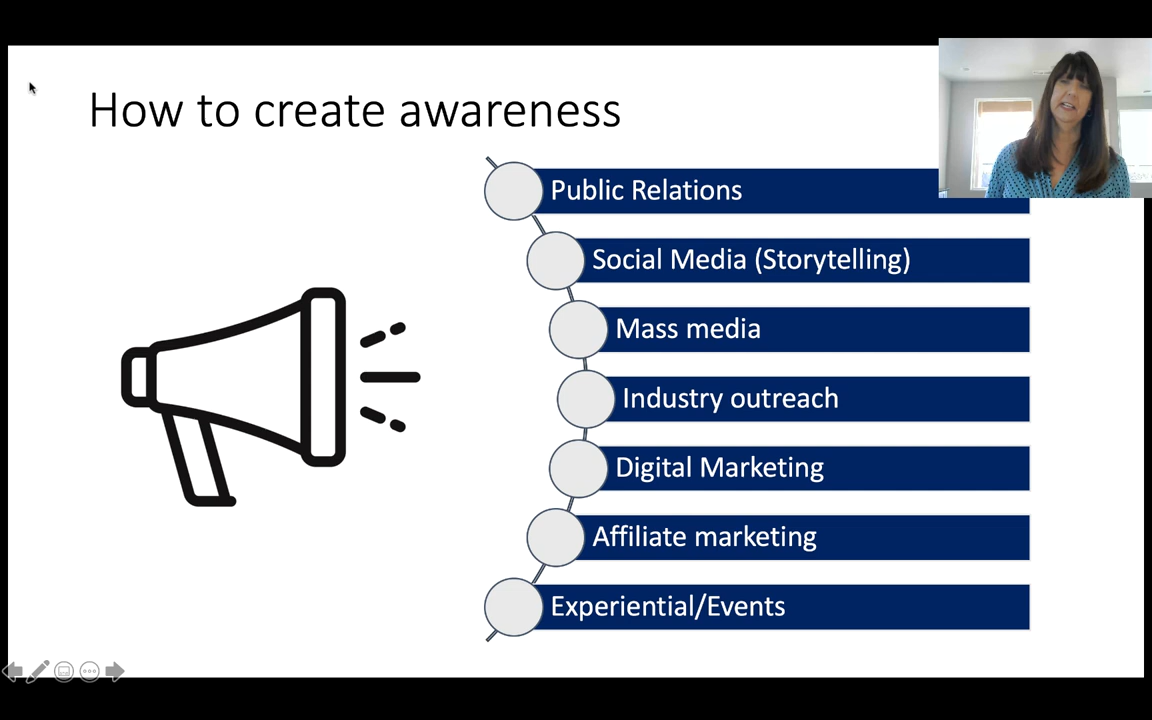 How to create awareness
Public Relations
Social Media (Storytelling)
Mass media
Industry outreach
Digital Marketing
Affiliate marketing
Experiential/Events